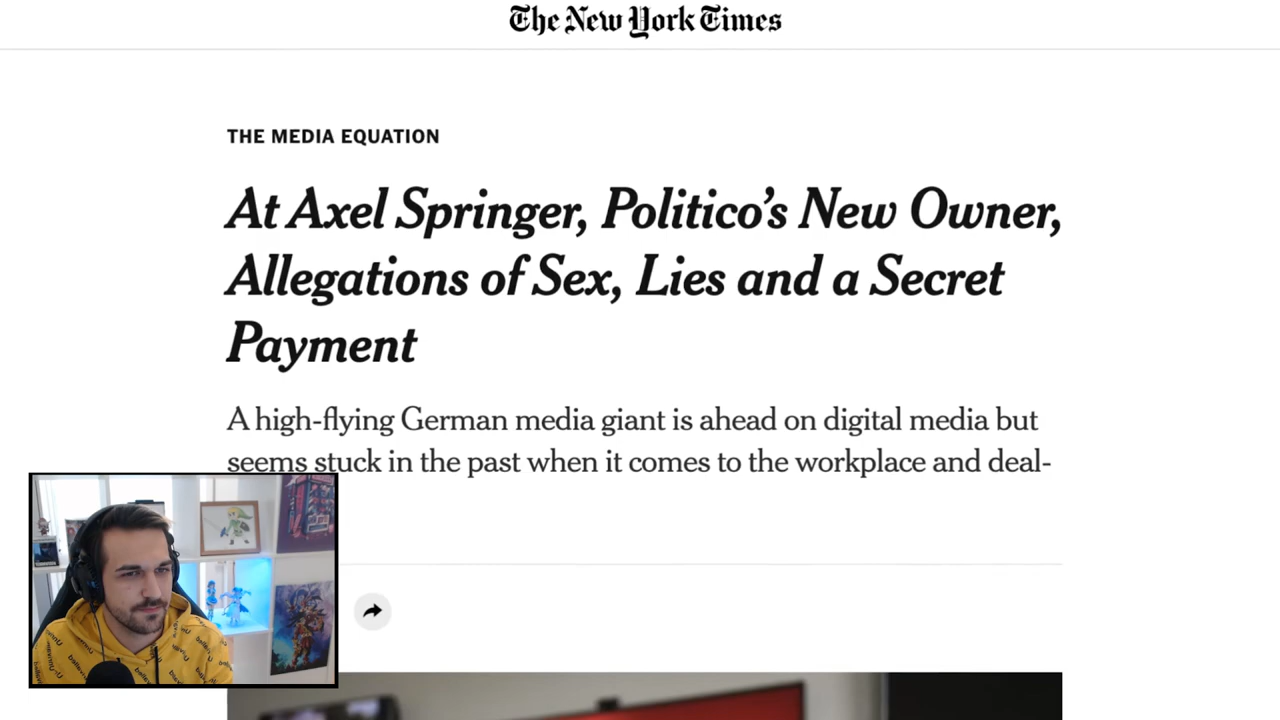 The New York Times
THE MEDIA EQUATION
At Axel Springer, Politico's New Owner,
Allegations of Sex, Lies and a Secret
Payment
A high-flying German media giant is ahead on digital media but
seems stuck in the past when it comes to the workplace and deal-